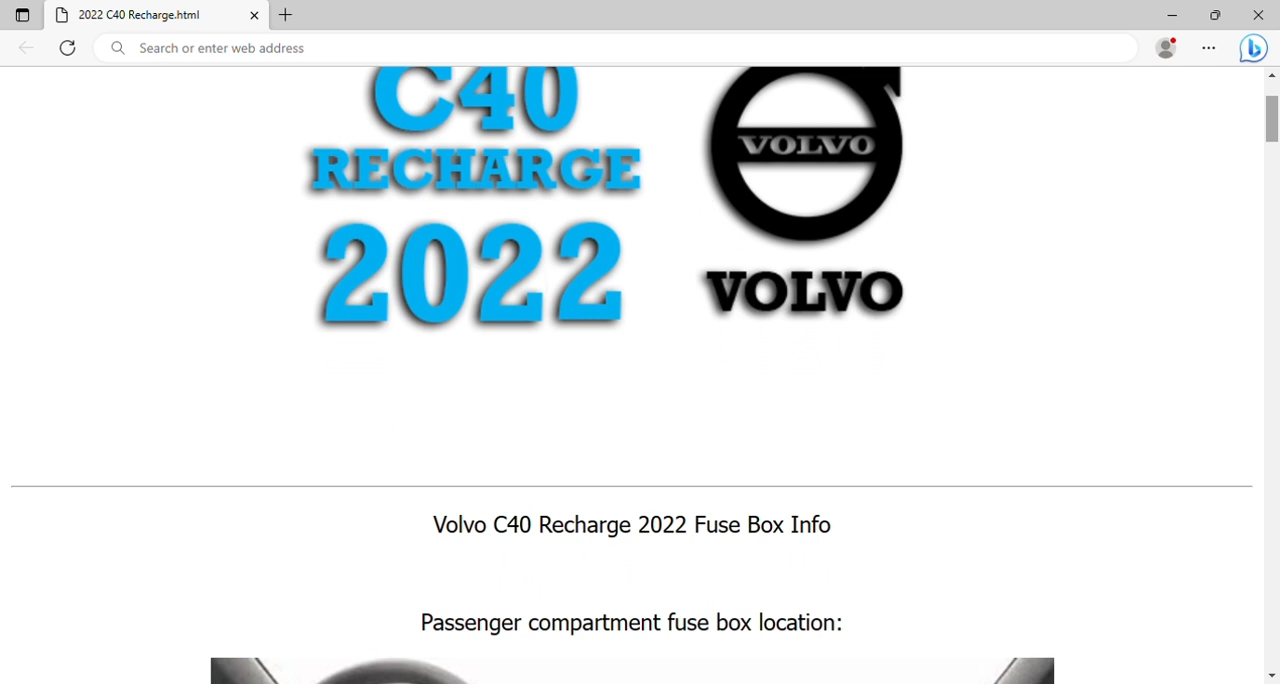 2022 C40 Recharge.html
Search or enter web address
C40
RECHARGE
2022
VOLVO
VOLVO
Volvo C40 Recharge 2022 Fuse Box Info
Passenger compartment fuse box location: